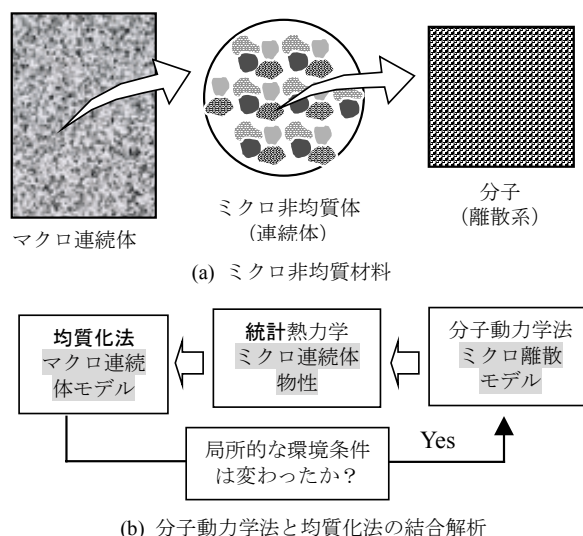 マクロ連続体
ミクロ非均質体
(連続体)
分子
(離散系)
(a) ミクロ非均質材料
均質化法
マクロ連続
体モデル
統計熱力学
ミクロ連続体
物性
分子動力学法
ミクロ離散
モデル
局所的な環境条件
は変わったか?
Yes
(b) 分子動力学法と均質化法の結合解析